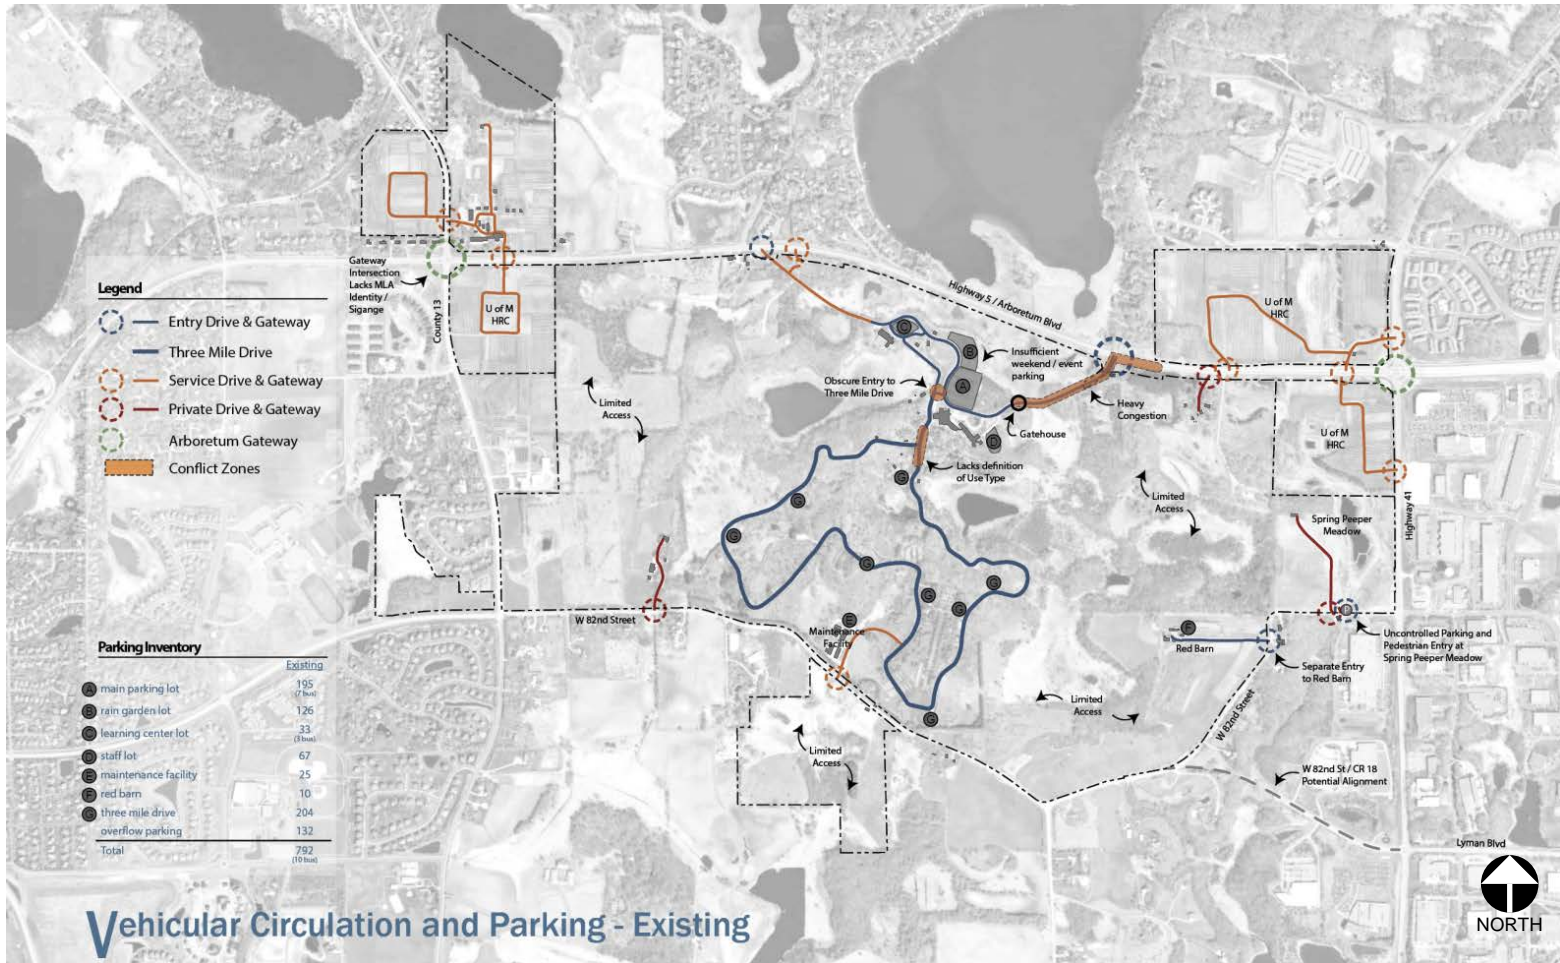 Gateway
Intersection
Lacks MLA
Identity /
Sigange
County 13
U of M
HRC
Highway 5 / Arboretum Blvd
U of M
HRC
Legend
Entry Drive & Gateway
Three Mile Drive
Service Drive & Gateway
Private Drive & Gateway
Arboretum Gateway
Conflict Zones
C
B
A
D
Insufficient
weekend / event
parking
Obscure Entry to
Three Mile Drive
Gatehouse
Heavy
Congestion
Limited
Access
Lacks definition
of Use Type
U of M
HRC
Highway 41
Limited
Access
Spring Peeper
Meadow
G
G
G
G
G
G
G
G
E
Maintenance
Facility
W 82nd Street
F
Red Barn
P
Uncontrolled Parking and
Pedestrian Entry at
Spring Peeper Meadow
Separate Entry
to Red Barn
W 82nd Street
Limited
Access
Limited
Access
W 82nd St / CR 18
Potential Alignment
Lyman Blvd
Parking Inventory
Existing
A main parking lot 195
(7 bus)
B rain garden lot 126
C learning center lot 33
(3 bus)
D staff lot 67
E maintenance facility 25
F red barn 10
G three mile drive 204
overflow parking 132
Total 792
(10 bus)
Vehicular Circulation and Parking - Existing
NORTH